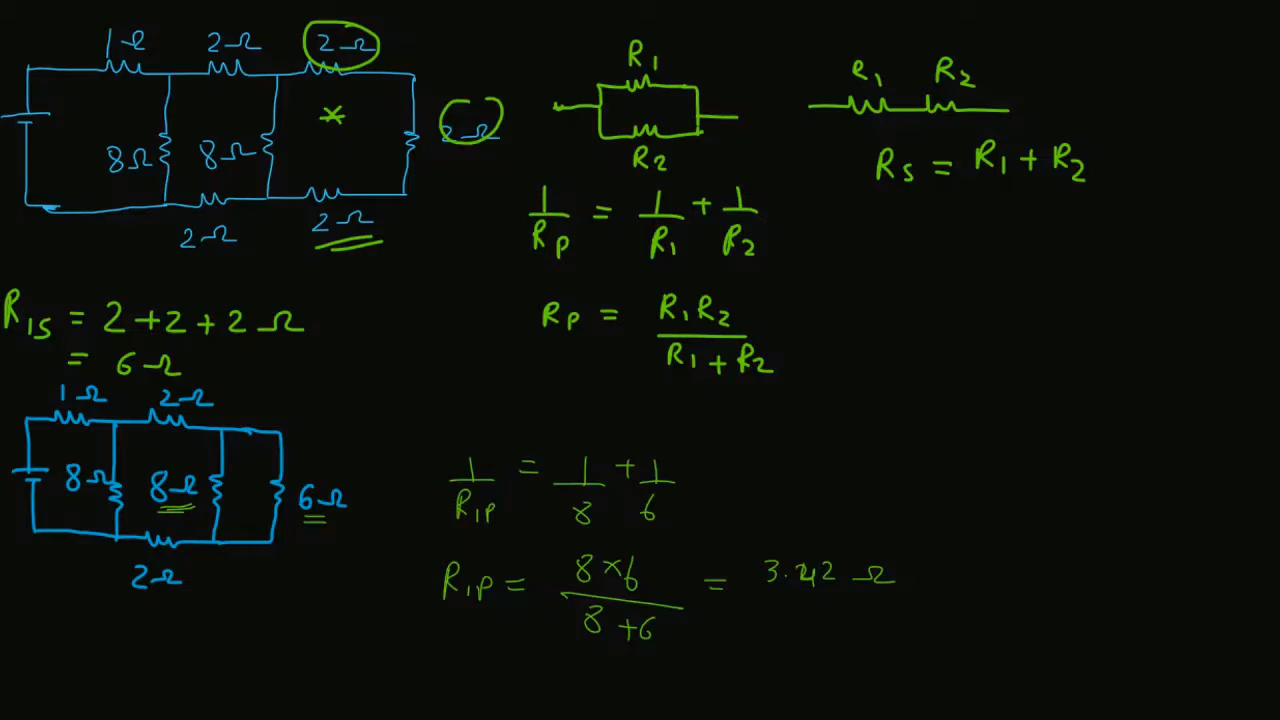 1Ω 2Ω 2Ω
8Ω 8Ω 2Ω
2Ω 2Ω
R1S = 2+2+2 Ω
= 6Ω
1Ω 2Ω
8Ω 8Ω 6Ω
2Ω
R1
R2
1/RP = 1/R1 + 1/R2
RP = R1R2/R1+R2
R1 R2
RS = R1+R2
1/R1P = 1/8 + 1/6
R1P = 8×6/8+6 = 3.42 Ω